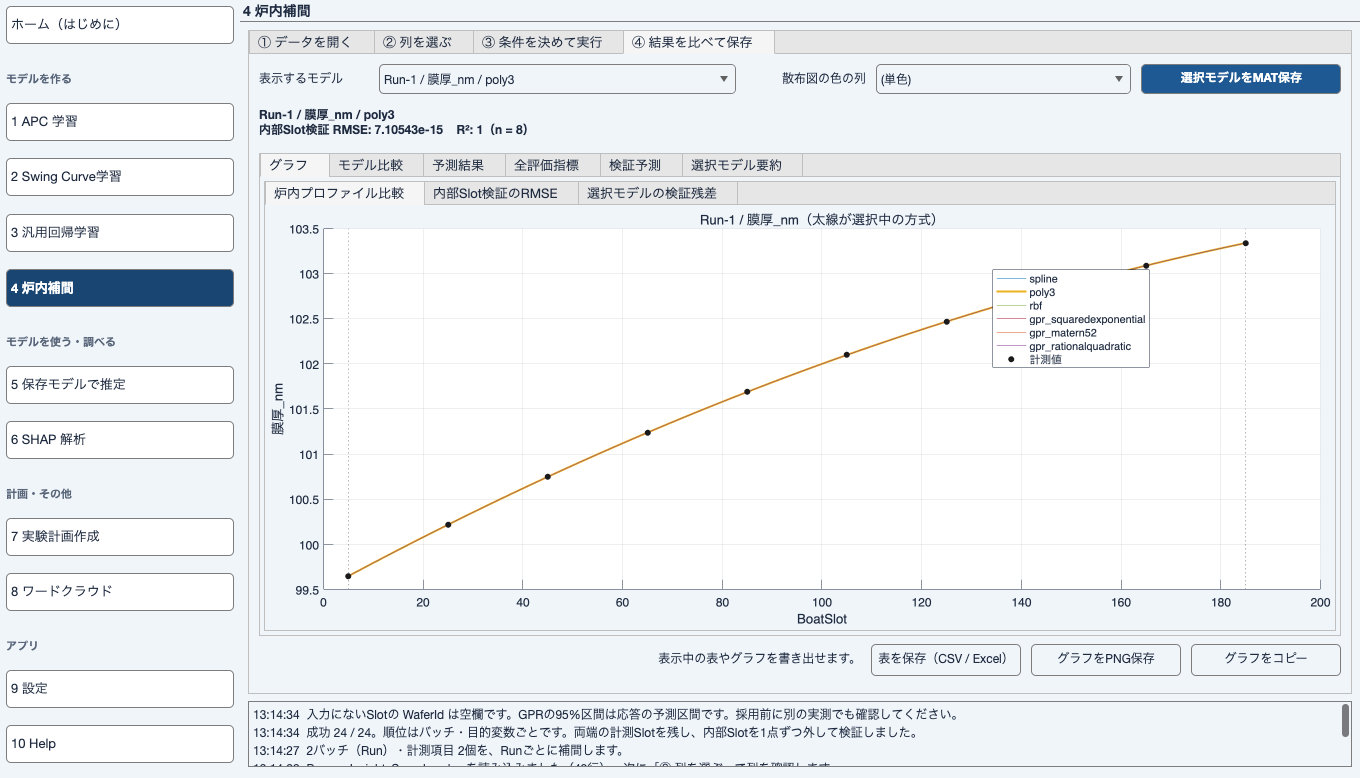 ホーム（はじめに）
モデルを作る
1 APC 学習
2 Swing Curve学習
3 汎用回帰学習
4 炉内補間
モデルを使う・調べる
5 保存モデルで推定
6 SHAP 解析
計画・その他
7 実験計画作成
8 ワードクラウド
アプリ
9 設定
10 Help
4 炉内補間
① データを開く
② 列を選ぶ
③ 条件を決めて実行
④ 結果を比べて保存
表示するモデル
Run-1 / 膜厚_nm / poly3
散布図の色の列
(単色)
選択モデルをMAT保存
Run-1 / 膜厚_nm / poly3
内部Slot検証 RMSE: 7.10543e-15 R²: 1（n = 8）
グラフ
モデル比較
予測結果
全評価指標
検証予測
選択モデル要約
炉内プロファイル比較
内部Slot検証のRMSE
選択モデルの検証残差
Run-1 / 膜厚_nm（太線が選択中の方式）
103.5
103
102.5
102
101.5
101
100.5
100
99.5
膜厚_nm
spline
poly3
rbf
gpr_squaredexponential
gpr_matern52
gpr_rationalquadratic
計測値
0 20 40 60 80 100 120 140 160 180 200
BoatSlot
表示中の表やグラフを書き出せます。
表を保存（CSV / Excel）
グラフをPNG保存
グラフをコピー
13:14:34 入力にないSlotの WaferId は空欄です。GPRの95%区間は応答の予測区間です。採用前に別の実測でも確認してください。
13:14:34 成功 24 / 24。順位はバッチ・目的変数ごとです。両端の計測Slotを残し、内部Slotを1点ずつ外して検証しました。
13:14:27 2バッチ（Run）・計測項目 2個を、Runごとに補間します。